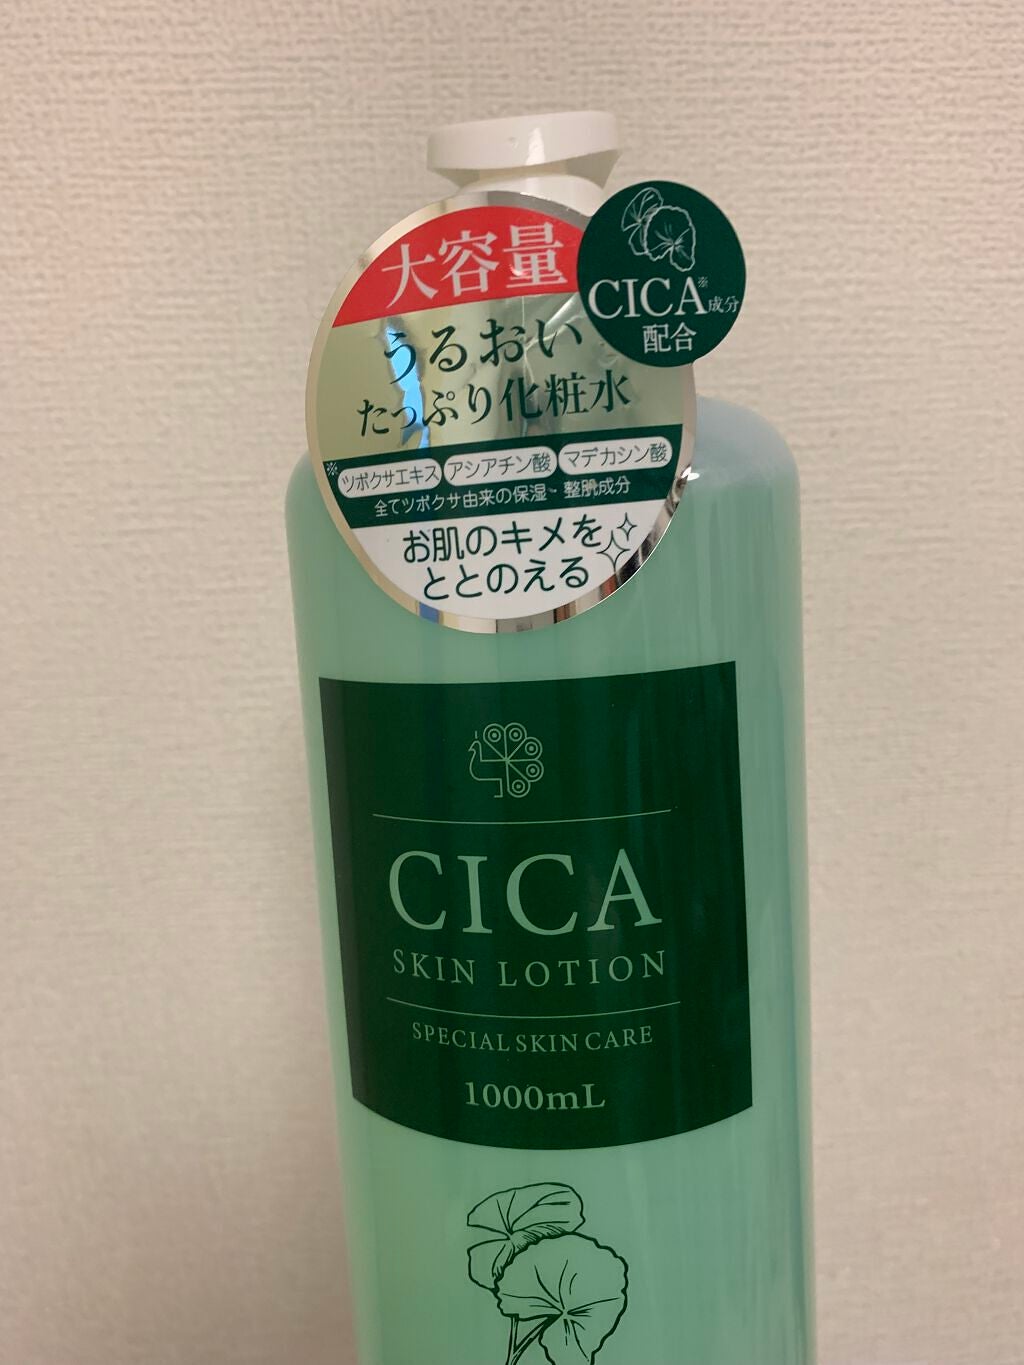 大容量
うるおい
たっぷり化粧水
CICA※成分
配合
※ツボクサエキス アシアチン酸 マデカシン酸
全てツボクサ由来の保湿・整肌成分
お肌のキメを
ととのえる
CICA
SKIN LOTION
SPECIAL SKIN CARE
1000mL